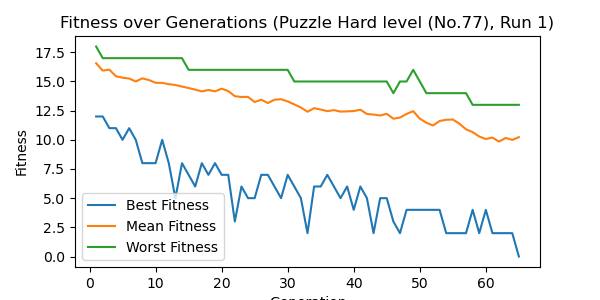 Fitness over Generations (Puzzle Hard level (No.77), Run 1)
17.5
15.0
12.5
10.0
7.5
5.0
2.5
0.0
Fitness
Best Fitness
Mean Fitness
Worst Fitness
0 10 20 30 40 50 60
Generation